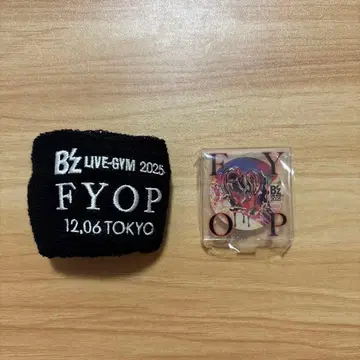 B'z LIVE-GYM 2025
FYOP
12.06 TOKYO
F Y
B'z
O P